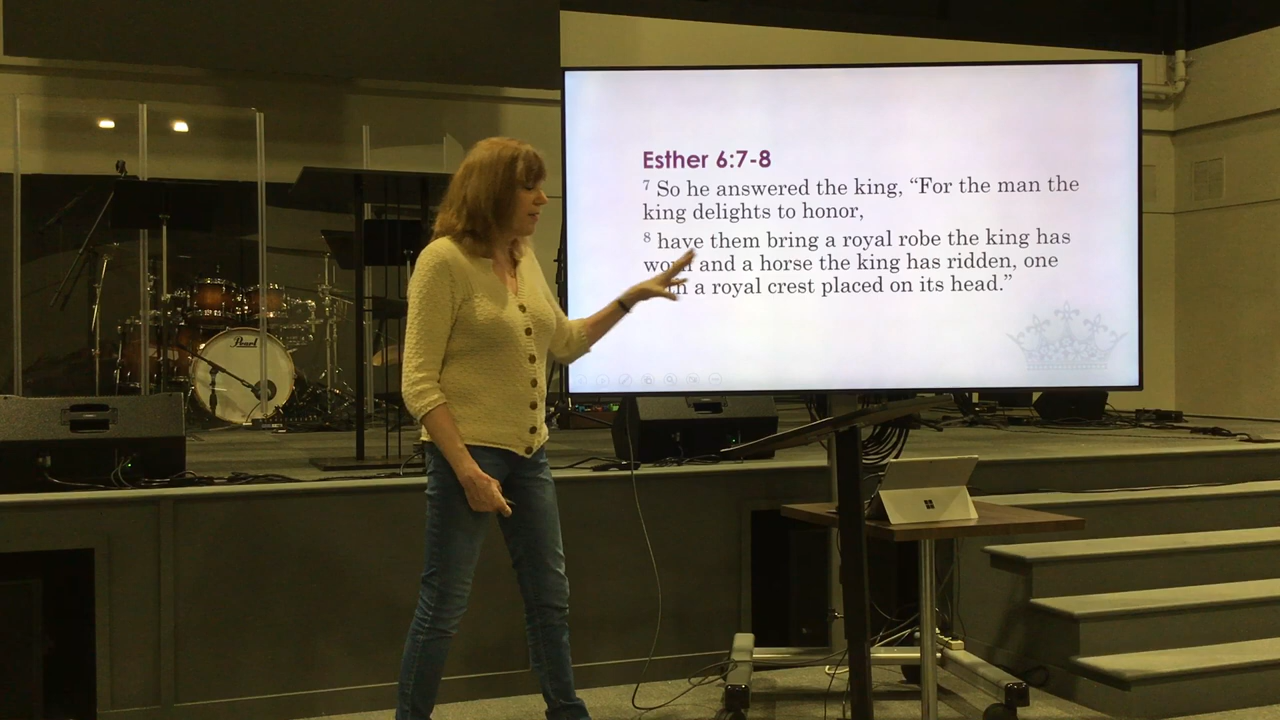 Esther 6:7-8
7 So he answered the king, “For the man the
king delights to honor,
8 have them bring a royal robe the king has
and a horse the king has ridden, one
a royal crest placed on its head.”
Pearl